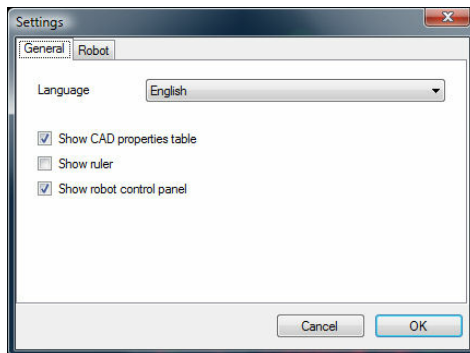 Settings
General Robot
Language English
Show CAD properties table
Show ruler
Show robot control panel
Cancel OK